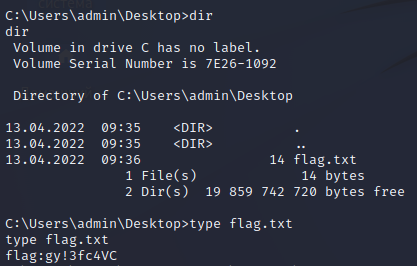 C:\Users\admin\Desktop>dir
dir
 Volume in drive C has no label.
 Volume Serial Number is 7E26-1092

 Directory of C:\Users\admin\Desktop

13.04.2022  09:35    <DIR>          .
13.04.2022  09:35    <DIR>          ..
13.04.2022  09:36                14 flag.txt
               1 File(s)             14 bytes
               2 Dir(s)  19 859 742 720 bytes free

C:\Users\admin\Desktop>type flag.txt
type flag.txt
flag:gy!3fc4VC